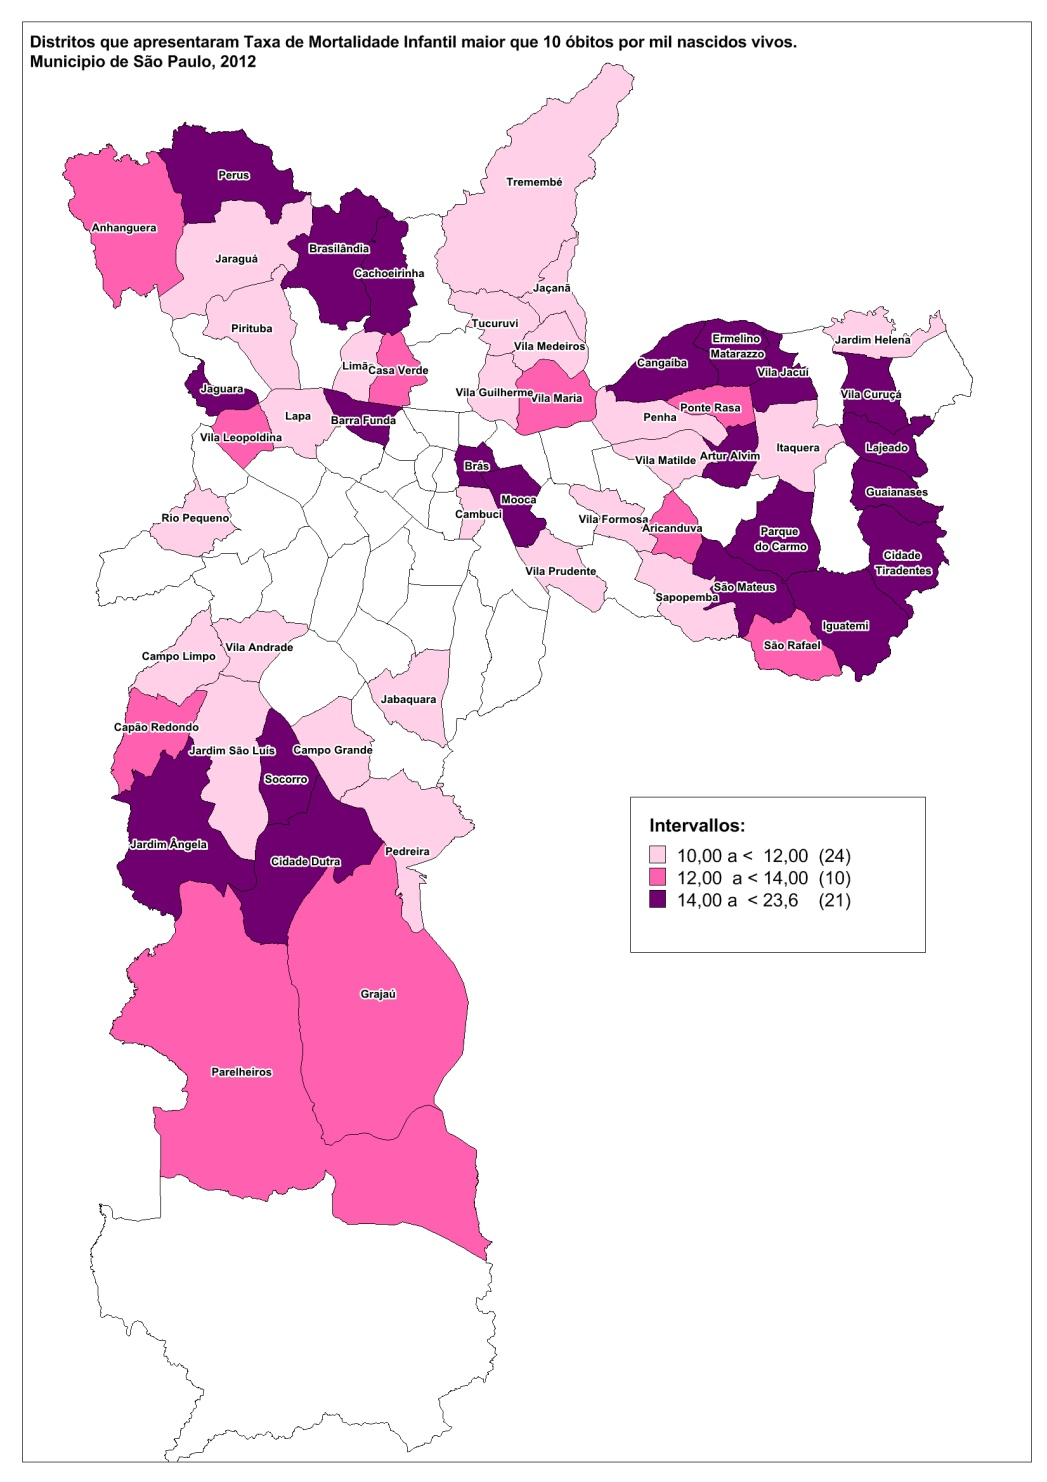 Distritos que apresentaram Taxa de Mortalidade Infantil maior que 10 óbitos por mil nascidos vivos.
Municipio de São Paulo, 2012
Perus
Tremembé
Anhanguera
Brasilândia
Jaraguá
Cachoeirinha
Jaçanã
Tucuruvi
Pirituba
Ermelino
Matarazzo
Jardim Helena
Vila Medeiros
Cangaíba
Limão
Casa Verde
Vila Jacuí
Jaguara
Vila Guilherme
Vila Maria
Vila Curuçá
Ponte Rasa
Lapa
Barra Funda
Penha
Vila Leopoldina
Itaquera
Lajeado
Artur Alvim
Vila Matilde
Brás
Guaianases
Mooca
Cambuci
Rio Pequeno
Vila Formosa
Aricanduva
Parque
do Carmo
Cidade
Tiradentes
Vila Prudente
São Mateus
Sapopemba
Iguatemi
São Rafael
Vila Andrade
Campo Limpo
Jabaquara
Capão Redondo
Jardim São Luís
Campo Grande
Socorro
Jardim Ângela
Pedreira
Cidade Dutra
Intervallos:
10,00 a < 12,00 (24)
12,00 a < 14,00 (10)
14,00 a < 23,6 (21)
Grajaú
Parelheiros